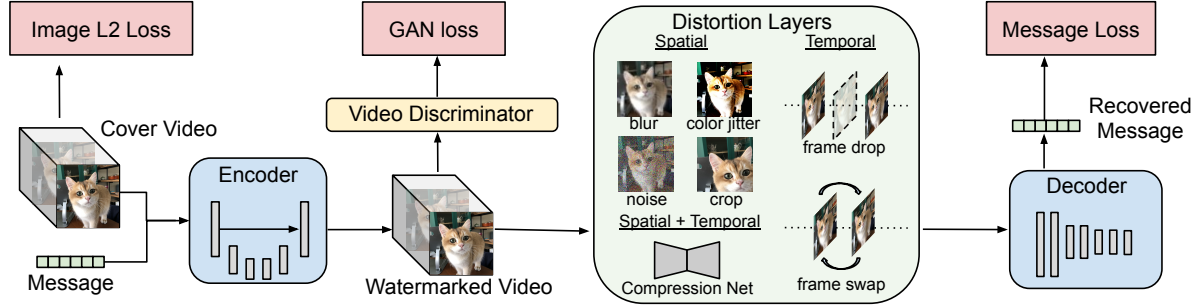 Image L2 Loss
GAN loss
Distortion Layers
Message Loss
Spatial
Temporal
Video Discriminator
blur
color jitter
Recovered
Message
Cover Video
frame drop
Encoder
Decoder
noise
crop
Spatial + Temporal
Message
Watermarked Video
Compression Net
frame swap